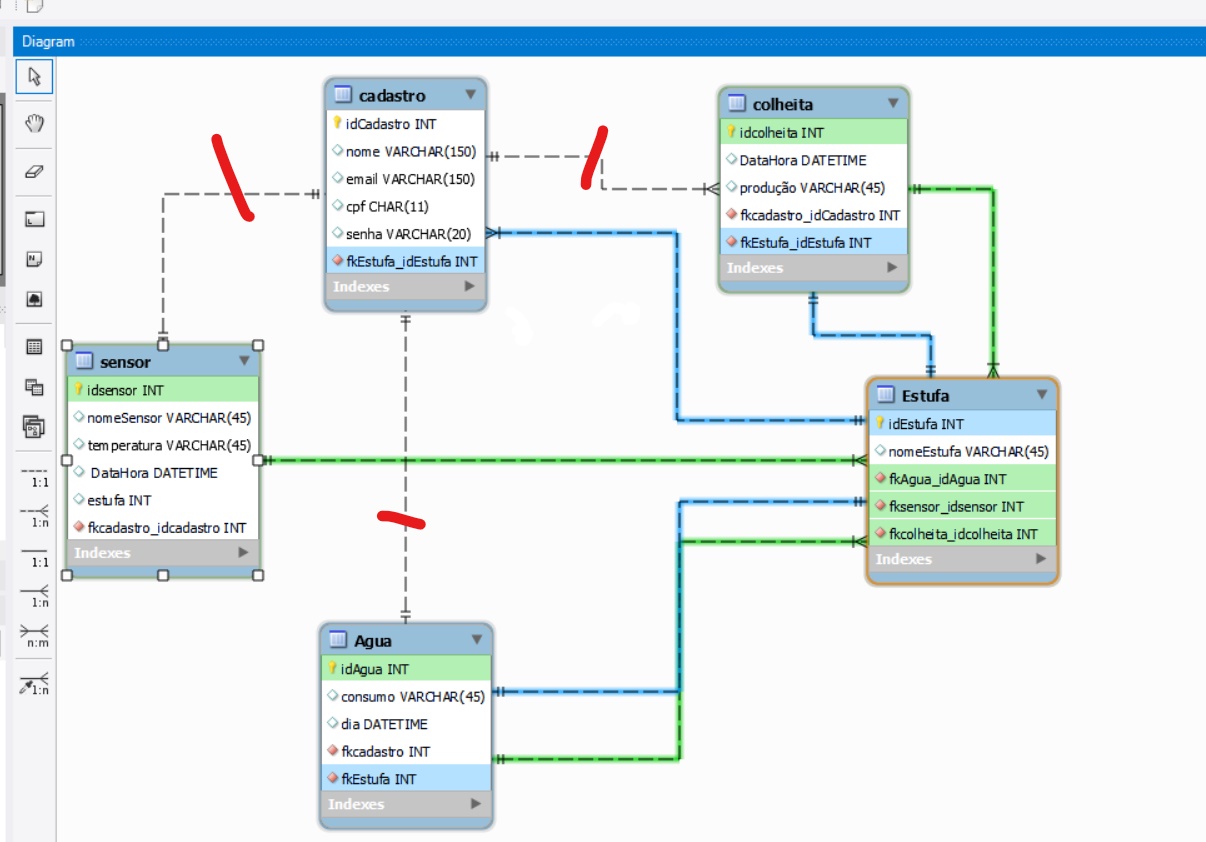 Diagram
cadastro
idCadastro INT
nome VARCHAR(150)
email VARCHAR(150)
cpf CHAR(11)
senha VARCHAR(20)
fkEstufa_idEstufa INT
Indexes
colheita
idcolheita INT
DataHora DATETIME
produção VARCHAR(45)
fkcadastro_idCadastro INT
fkEstufa_idEstufa INT
Indexes
sensor
idsensor INT
nomeSensor VARCHAR(45)
temperatura VARCHAR(45)
DataHora DATETIME
estufa INT
fkcadastro_idcadastro INT
Indexes
Estufa
idEstufa INT
nomeEstufa VARCHAR(45)
fkAgua_idAgua INT
fksensor_idsensor INT
fkcolheita_idcolheita INT
Indexes
Agua
idAgua INT
consumo VARCHAR(45)
dia DATETIME
fkcadastro INT
fkEstufa INT
Indexes
1:1
1:n
1:1
1:n
n:m
1:n